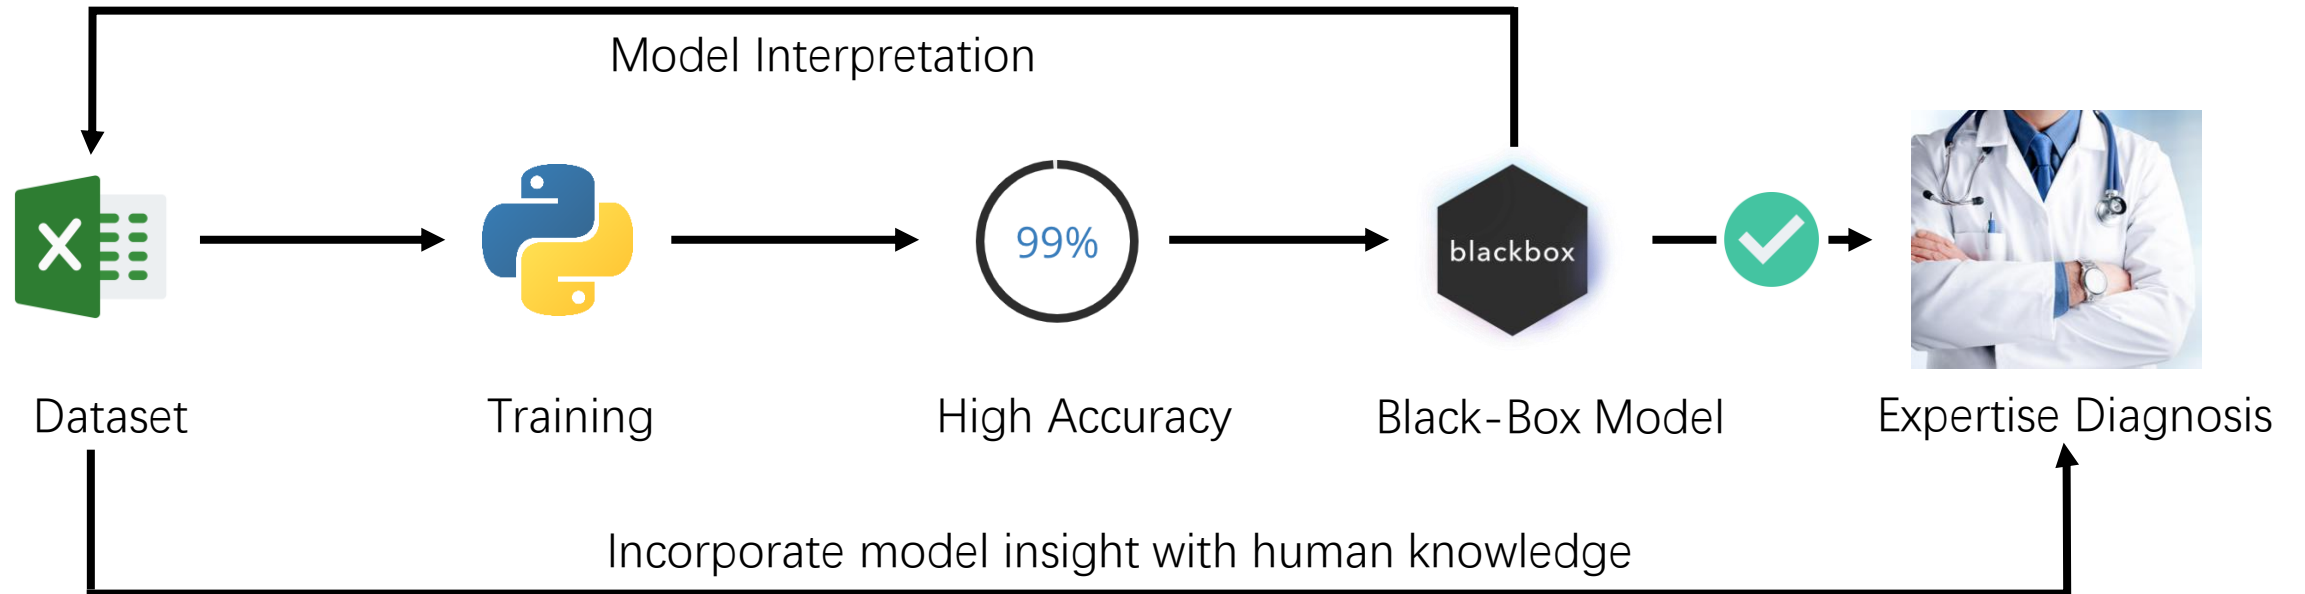 Model Interpretation
X
99%
blackbox
Dataset
Training
High Accuracy
Black-Box Model
Expertise Diagnosis
Incorporate model insight with human knowledge